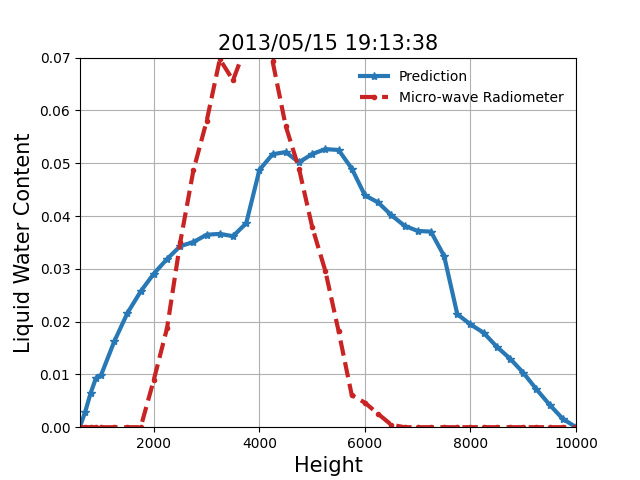 2013/05/15 19:13:38
Prediction
Micro-wave Radiometer
Liquid Water Content
0.07
0.06
0.05
0.04
0.03
0.02
0.01
0.00
2000 4000 6000 8000 10000
Height